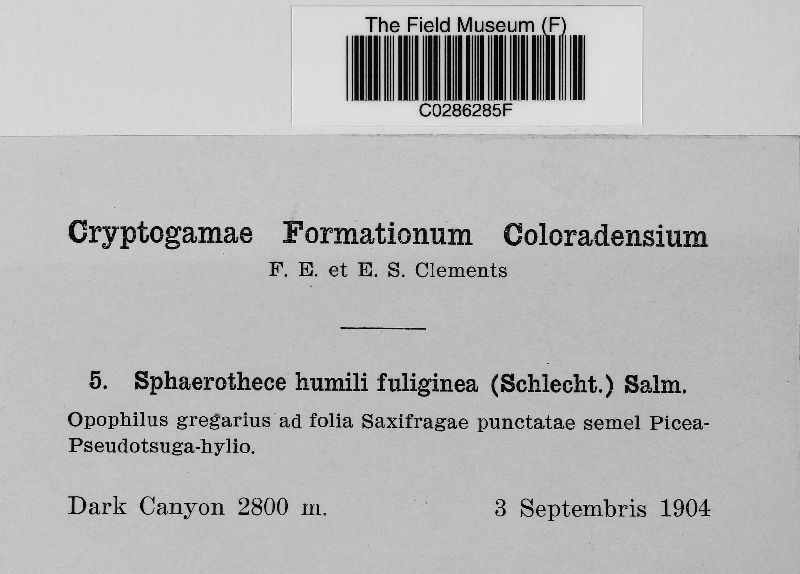 The Field Museum (F)
C0286285F
Cryptogamae Formationum Coloradensium
F. E. et E. S. Clements
5. Sphaerothece humili fuliginea (Schlecht.) Salm.
Opophilus gregarius ad folia Saxifragae punctatae semel Picea-
Pseudotsuga-hylio.
Dark Canyon 2800 m. 3 Septembris 1904